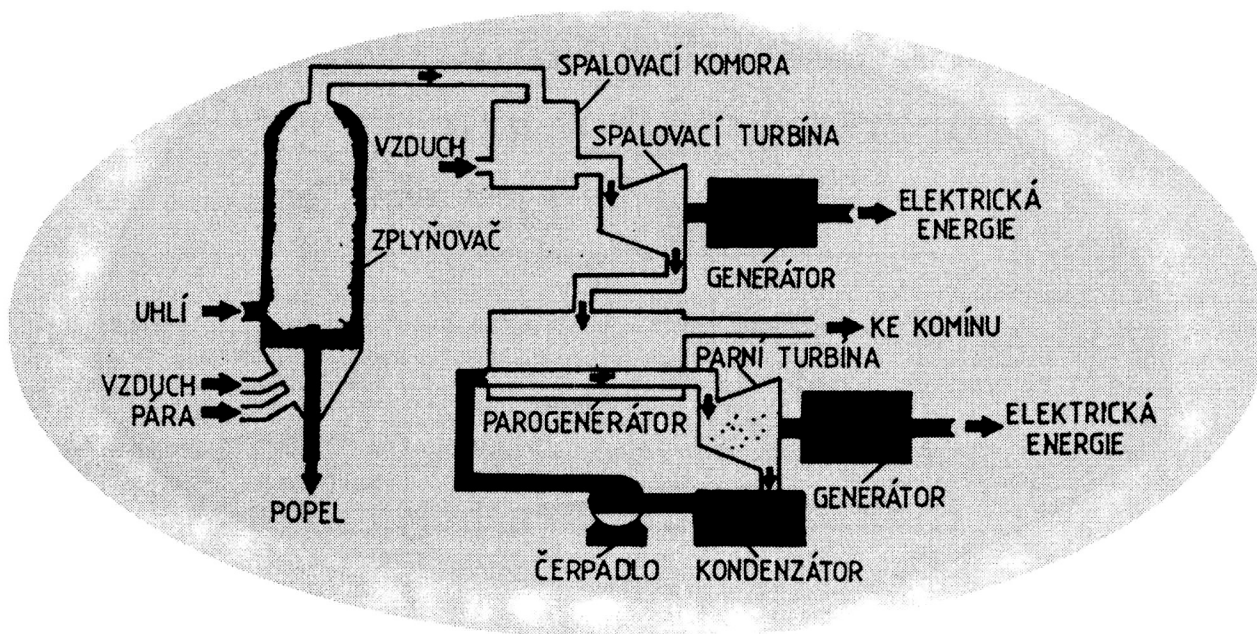 SPALOVACÍ KOMORA
VZDUCH
SPALOVACÍ TURBÍNA
ELEKTRICKÁ
ENERGIE
ZPLYŇOVAČ
GENERÁTOR
UHLÍ
KE KOMÍNU
PARNÍ TURBÍNA
VZDUCH
PÁRA
PAROGENERÁTOR
ELEKTRICKÁ
ENERGIE
GENERÁTOR
POPEL
ČERPADLO
KONDENZÁTOR